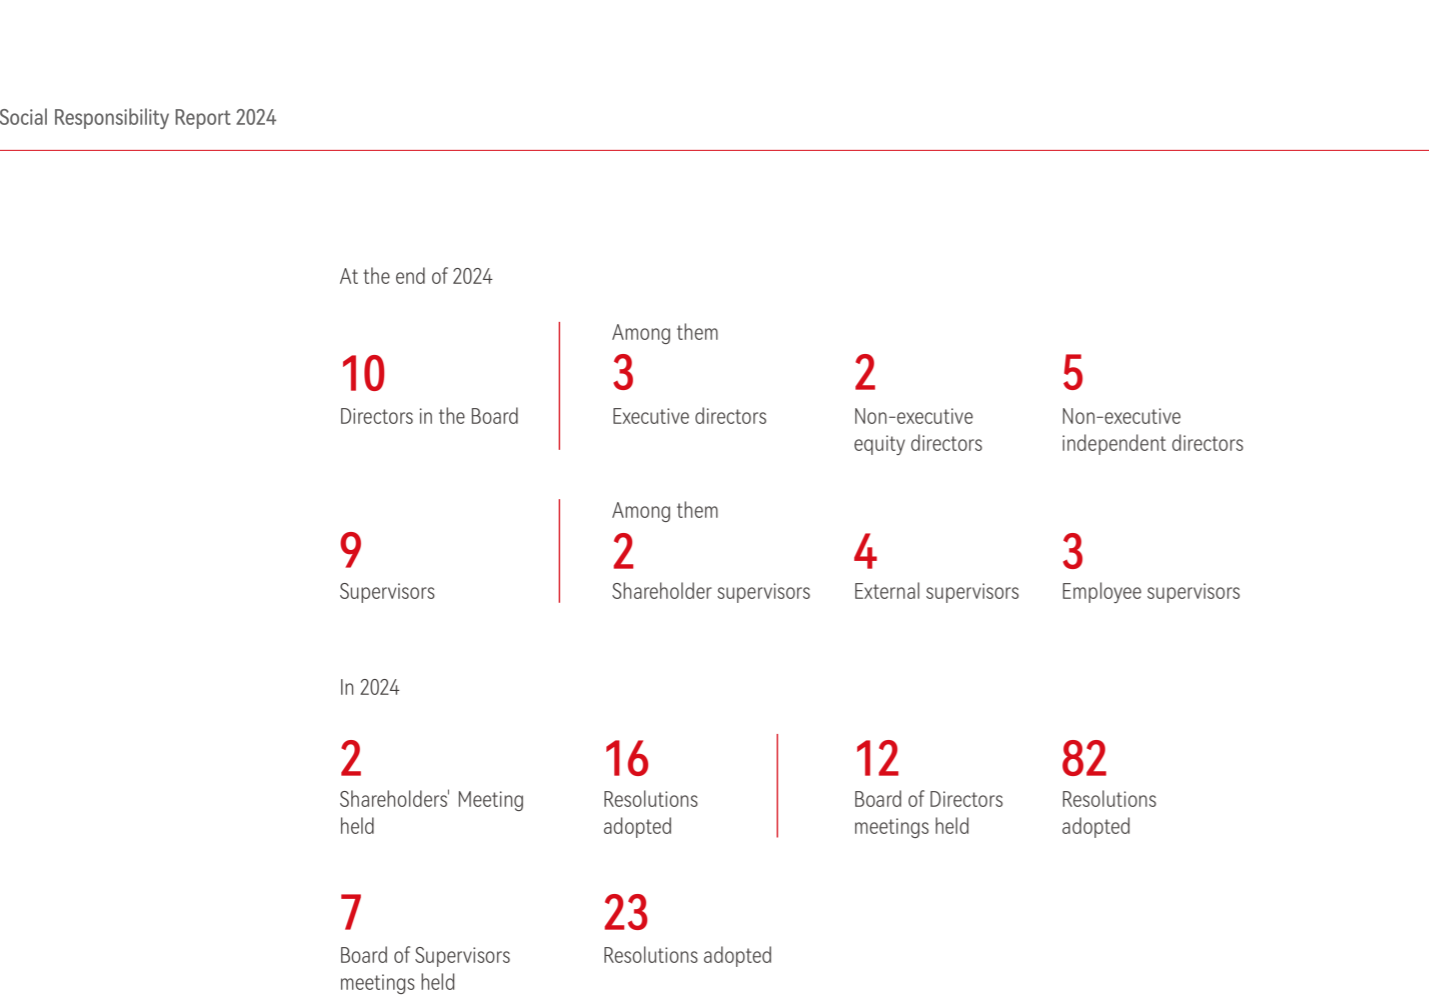 Social Responsibility Report 2024
At the end of 2024
10
Directors in the Board
Among them
3
Executive directors
2
Non-executive
equity directors
5
Non-executive
independent directors
9
Supervisors
Among them
2
Shareholder supervisors
4
External supervisors
3
Employee supervisors
In 2024
2
Shareholders' Meeting
held
16
Resolutions
adopted
12
Board of Directors
meetings held
82
Resolutions
adopted
7
Board of Supervisors
meetings held
23
Resolutions adopted